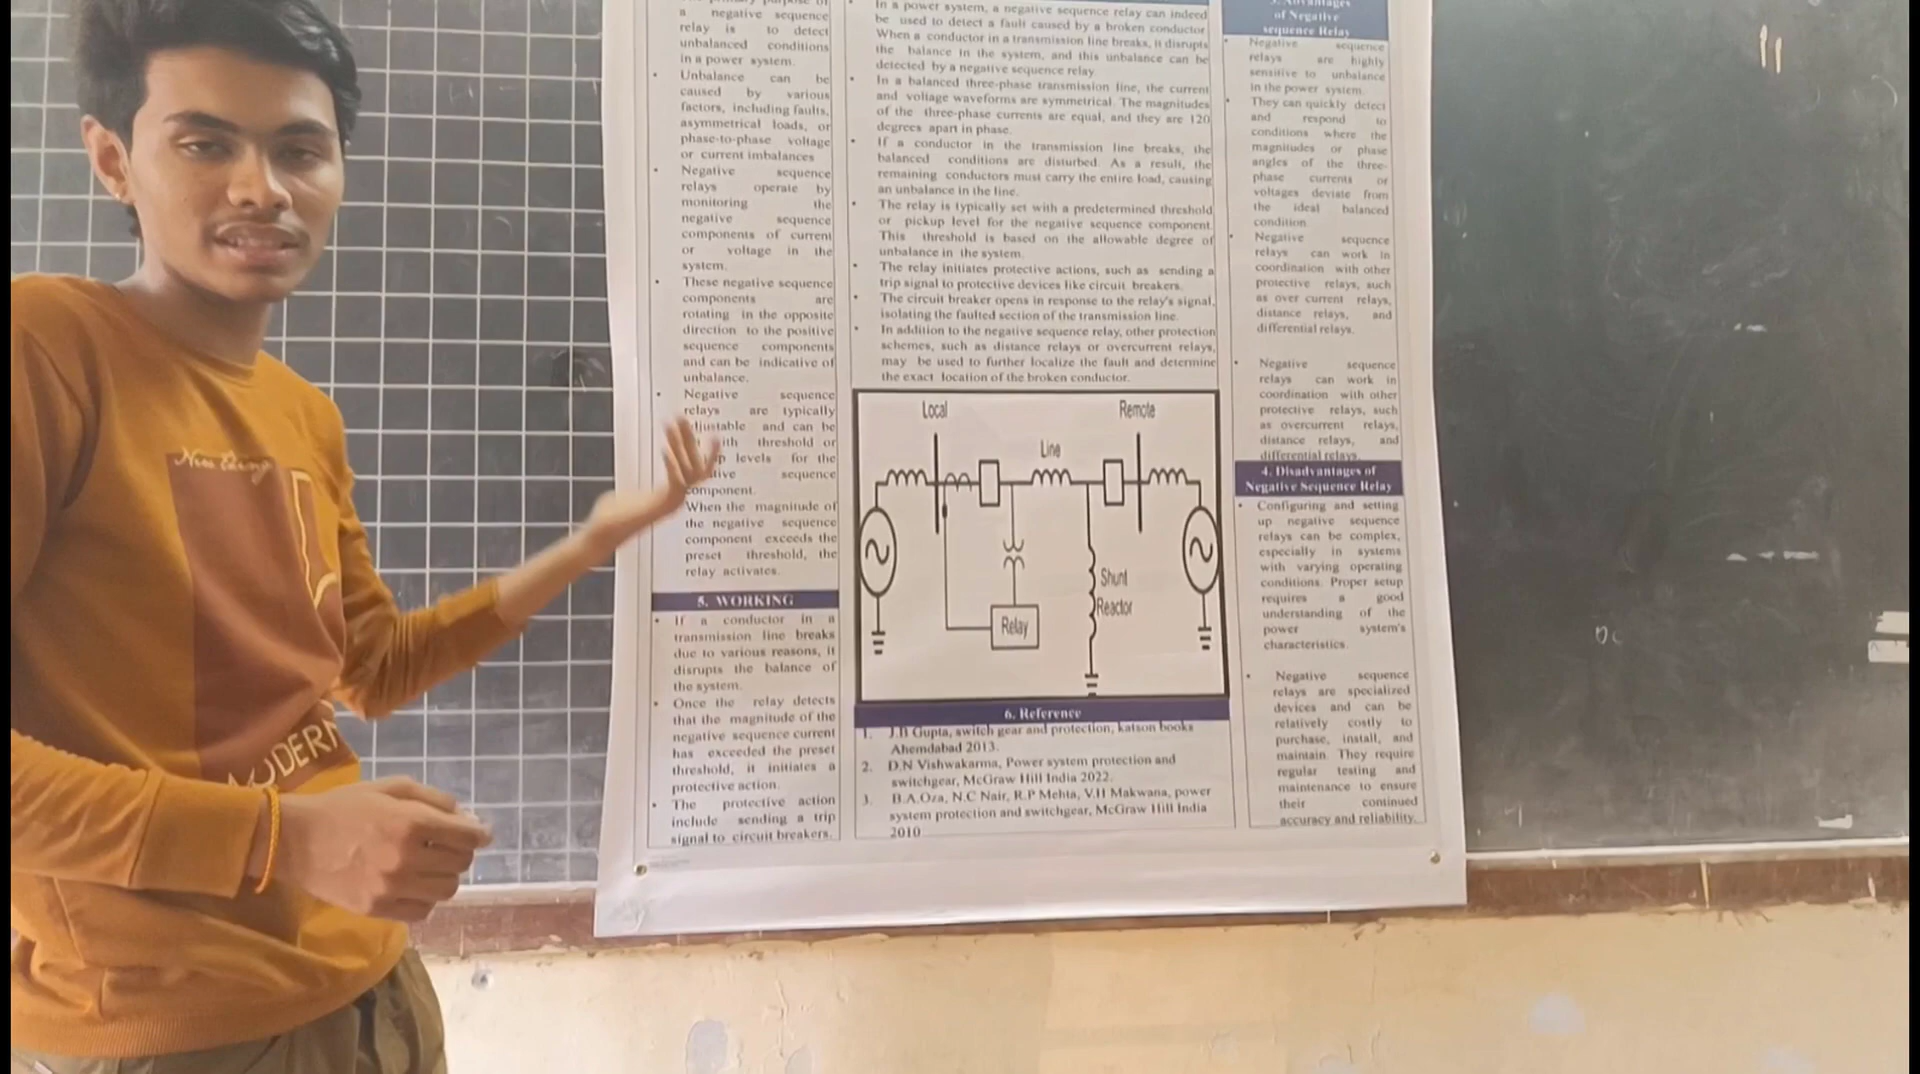 a negative sequence
relay is to detect
unbalanced conditions
in a power system.
Unbalance can be
caused by various
factors, including faults,
asymmetrical loads, or
phase-to-phase voltage
or current imbalances
Negative sequence
relays operate by
monitoring the
negative sequence
components of current
or voltage in the
system.
These negative sequence
components are
rotating in the opposite
direction to the positive
sequence components
and can be indicative of
unbalance.
Negative sequence
relays are typically
and can be
threshold or
levels for the
sequence
component.
When the magnitude of
the negative sequence
component exceeds the
preset threshold, the
relay activates.
5. WORKING
If a conductor in a
transmission line breaks
due to various reasons, it
disrupts the balance of
the system.
Once the relay detects
that the magnitude of the
negative sequence current
has exceeded the preset
threshold, it initiates a
protective action.
The protective action
include sending a trip
signal to circuit breakers.
In a power system, a negative sequence relay can indeed
be used to detect a fault caused by a broken conductor.
When a conductor in a transmission line breaks, it disrupts
the balance in the system, and this unbalance can be
detected by a negative sequence relay.
In a balanced three-phase transmission line, the current
and voltage waveforms are symmetrical. The magnitudes
of the three-phase currents are equal, and they are 120
degrees apart in phase.
If a conductor in the transmission line breaks, the
balanced conditions are disturbed. As a result, the
remaining conductors must carry the entire load, causing
an unbalance in the line.
The relay is typically set with a predetermined threshold
or pickup level for the negative sequence component.
This threshold is based on the allowable degree of
unbalance in the system.
The relay initiates protective actions, such as sending a
trip signal to protective devices like circuit breakers.
The circuit breaker opens in response to the relay's signal,
isolating the faulted section of the transmission line.
In addition to the negative sequence relay, other protection
schemes, such as distance relays or overcurrent relays,
may be used to further localize the fault and determine
the exact location of the broken conductor.
Local
Remote
Line
Shunt
Reactor
Relay
6. Reference
1. J.B Gupta, switch gear and protection, katson books
Ahemdabad 2013.
2. D.N Vishwakarma, Power system protection and
switchgear, McGraw Hill India 2022.
3. B.A.Oza, N.C Nair, R.P Mehta, V.H Makwana, power
system protection and switchgear, McGraw Hill India
2010
3. Advantages
of Negative
sequence Relay
Negative sequence
relays are highly
sensitive to unbalance
in the power system.
They can quickly detect
and respond to
conditions where the
magnitudes or phase
angles of the three-
phase currents or
voltages deviate from
the ideal balanced
condition.
Negative sequence
relays can work in
coordination with other
protective relays, such
as over current relays,
distance relays, and
differential relays.
Negative sequence
relays can work in
coordination with other
protective relays, such
as overcurrent relays,
distance relays, and
differential relays.
4. Disadvantages of
Negative Sequence Relay
Configuring and setting
up negative sequence
relays can be complex,
especially in systems
with varying operating
conditions. Proper setup
requires a good
understanding of the
power system's
characteristics.
Negative sequence
relays are specialized
devices and can be
relatively costly to
purchase, install, and
maintain. They require
regular testing and
maintenance to ensure
their continued
accuracy and reliability.
MODERN